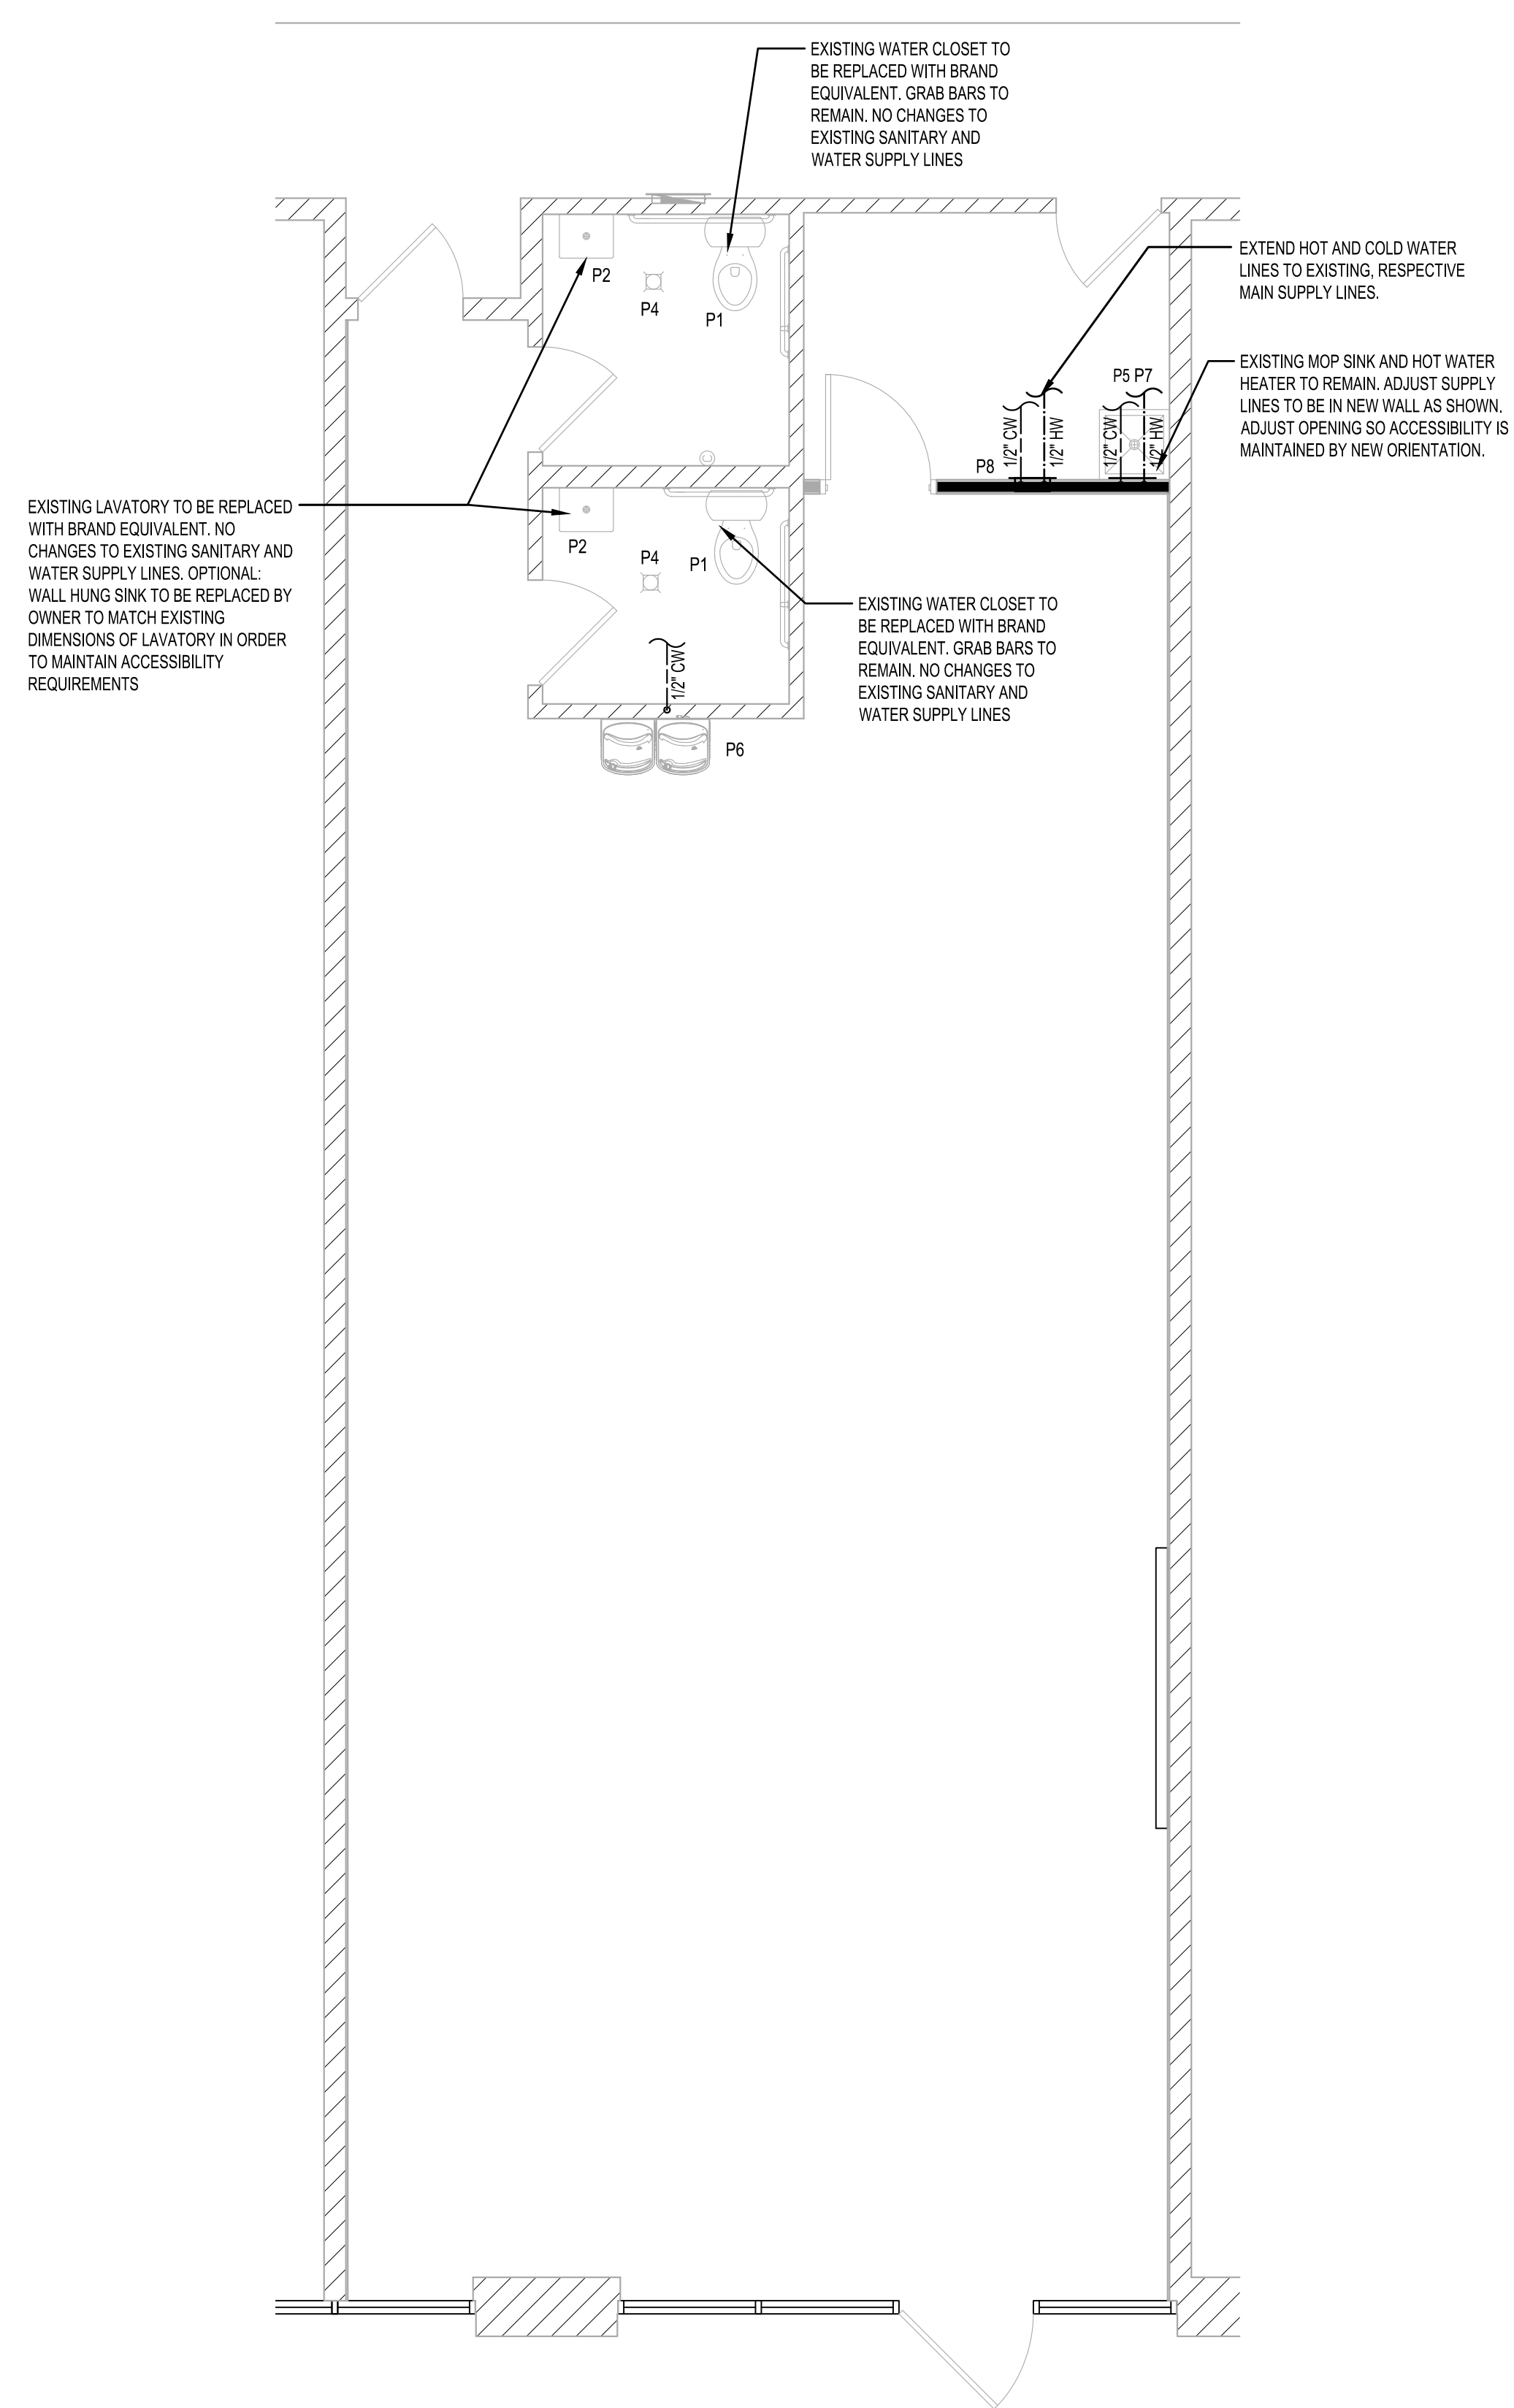 EXISTING WATER CLOSET TO
BE REPLACED WITH BRAND
EQUIVALENT. GRAB BARS TO
REMAIN. NO CHANGES TO
EXISTING SANITARY AND
WATER SUPPLY LINES
EXTEND HOT AND COLD WATER
LINES TO EXISTING, RESPECTIVE
MAIN SUPPLY LINES.
P2
P4
P1
EXISTING MOP SINK AND HOT WATER
HEATER TO REMAIN. ADJUST SUPPLY
LINES TO BE IN NEW WALL AS SHOWN.
ADJUST OPENING SO ACCESSIBILITY IS
MAINTAINED BY NEW ORIENTATION.
P5 P7
1/2" CW
1/2" HW
1/2" CW
1/2" HW
P8
EXISTING LAVATORY TO BE REPLACED
WITH BRAND EQUIVALENT. NO
CHANGES TO EXISTING SANITARY AND
WATER SUPPLY LINES. OPTIONAL:
WALL HUNG SINK TO BE REPLACED BY
OWNER TO MATCH EXISTING
DIMENSIONS OF LAVATORY IN ORDER
TO MAINTAIN ACCESSIBILITY
REQUIREMENTS
P2
P4
P1
EXISTING WATER CLOSET TO
BE REPLACED WITH BRAND
EQUIVALENT. GRAB BARS TO
REMAIN. NO CHANGES TO
EXISTING SANITARY AND
WATER SUPPLY LINES
1/2" CW
P6